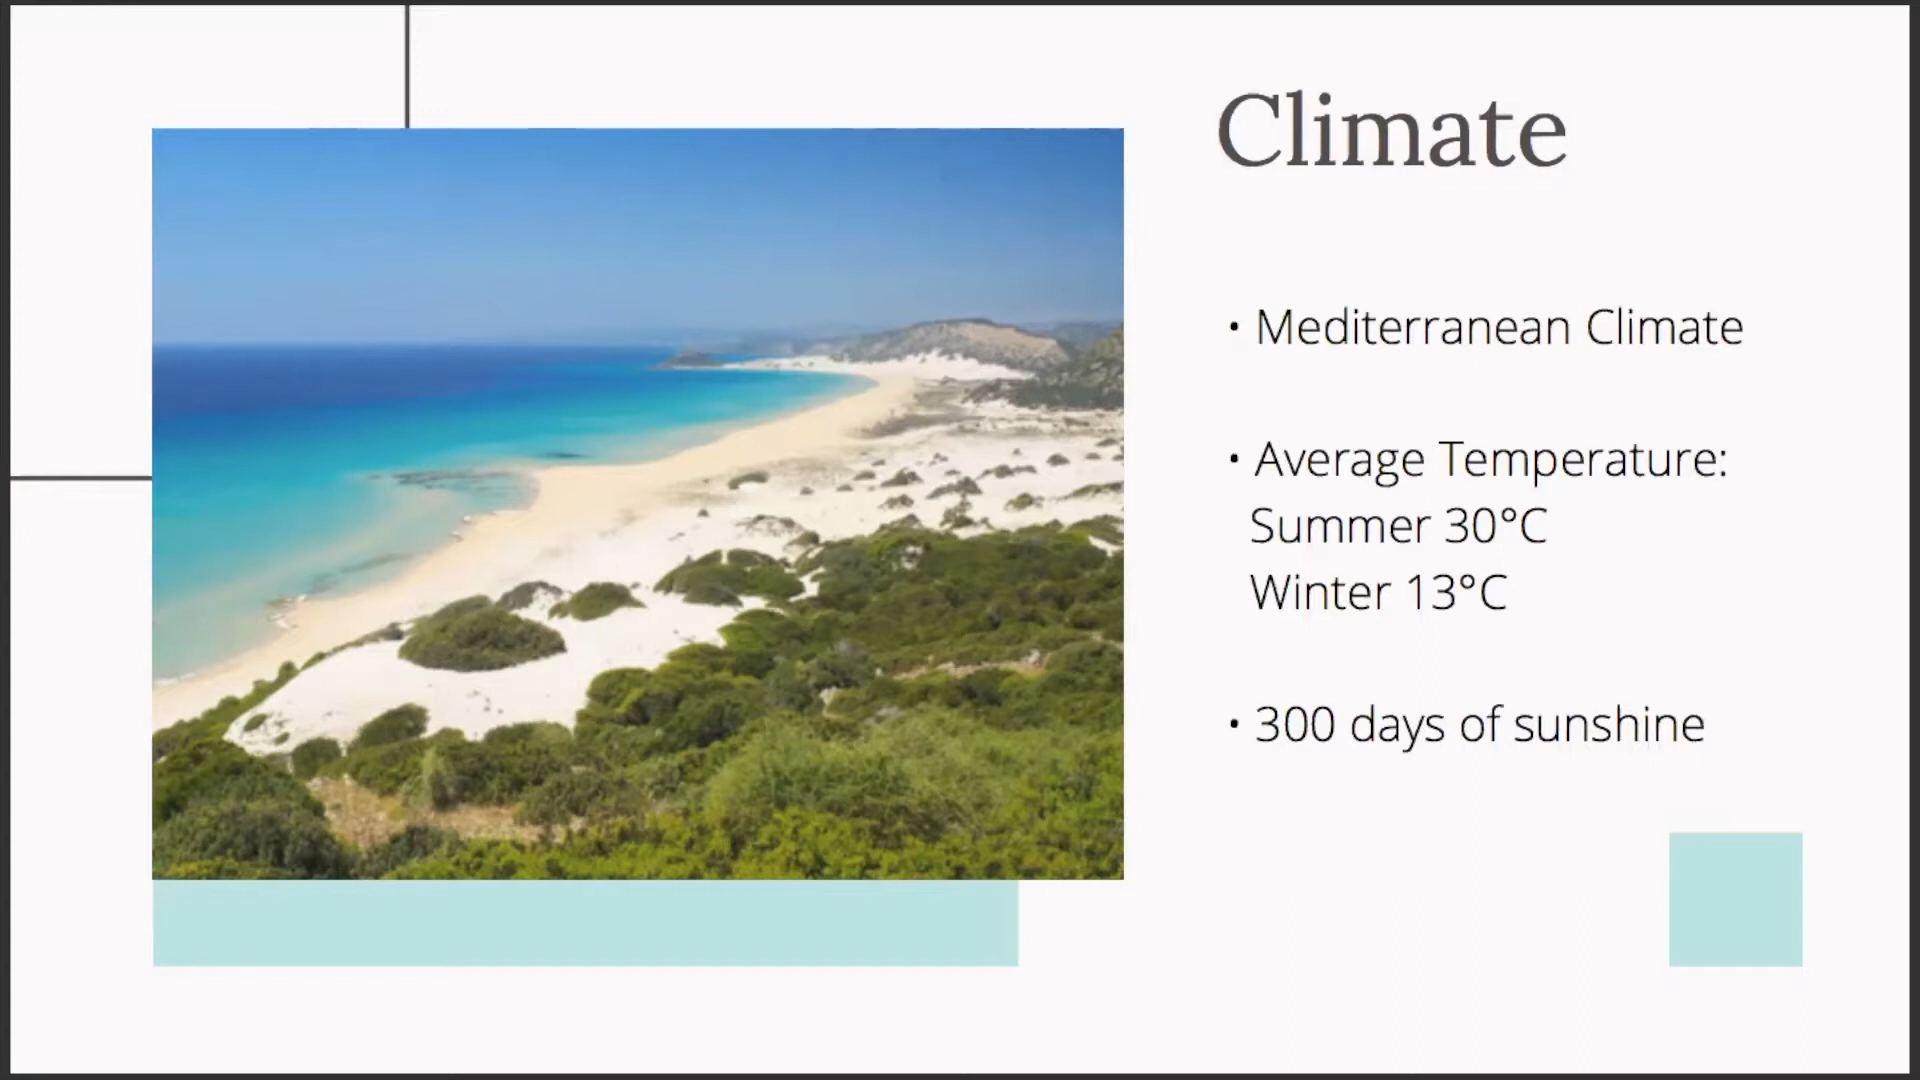 Climate
• Mediterranean Climate
• Average Temperature:
Summer 30°C
Winter 13°C
• 300 days of sunshine